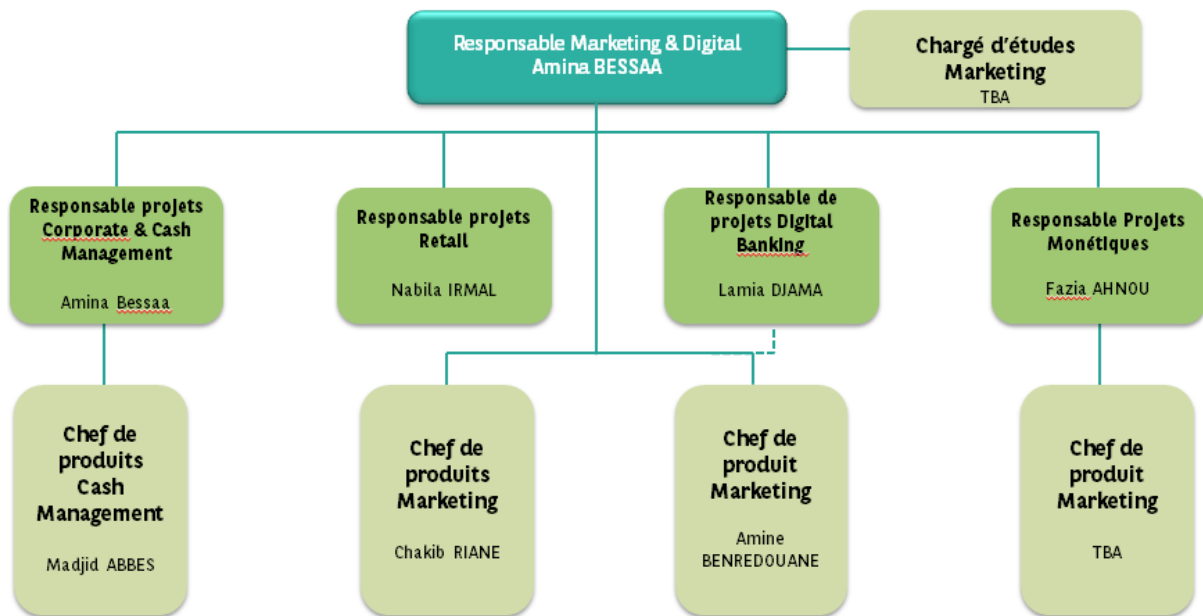 Responsable Marketing & Digital
Amina BESSAA
Chargé d'études
Marketing
TBA
Responsable projets
Corporate & Cash
Management
Amina Bessaa
Responsable projets
Retail
Nabila IRMAL
Responsable de
projets Digital
Banking
Lamia DJAMA
Responsable Projets
Monétiques
Fazia AHNOU
Chef de
produits
Cash
Management
Madjid ABBES
Chef de
produits
Marketing
Chakib RIANE
Chef de
produit
Marketing
Amine
BENREDOUANE
Chef de
produit
Marketing
TBA